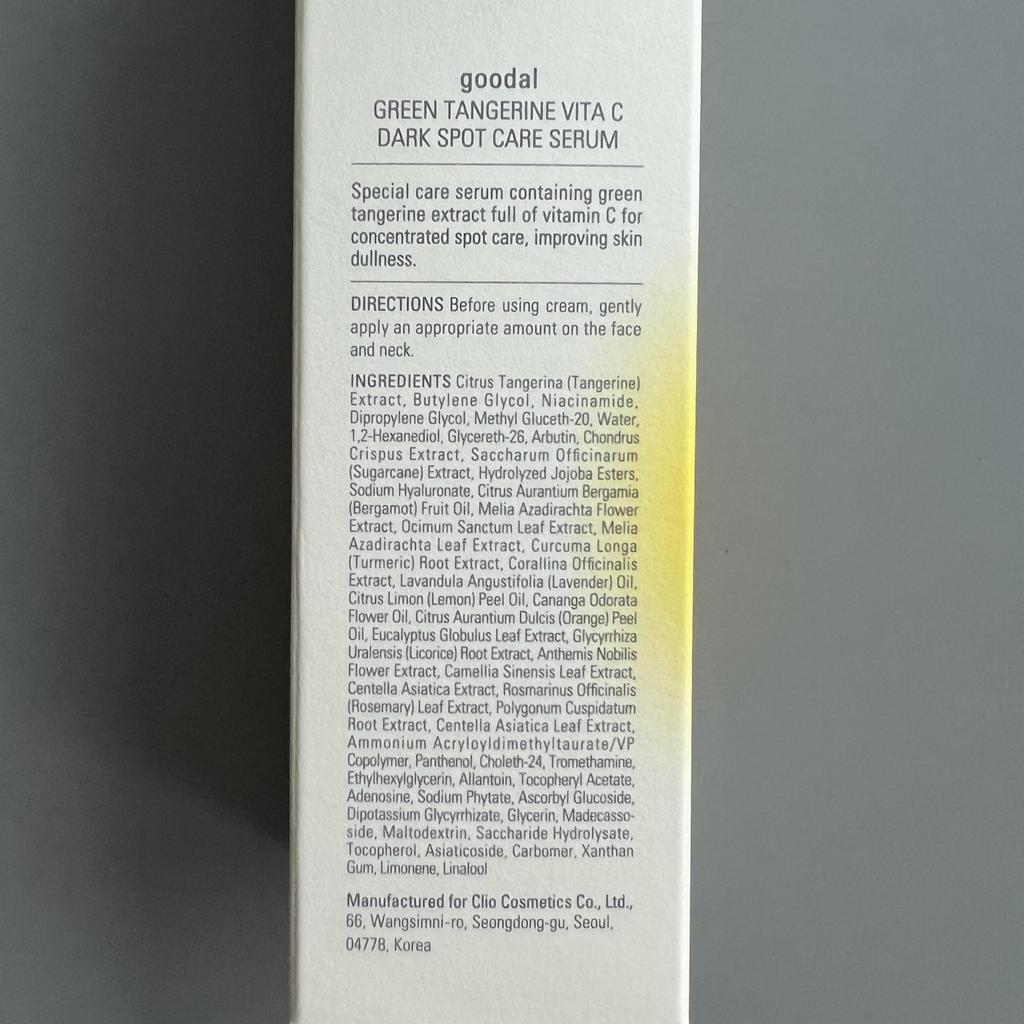 goodal
GREEN TANGERINE VITA C
DARK SPOT CARE SERUM
Special care serum containing green
tangerine extract full of vitamin C for
concentrated spot care, improving skin
dullness.
DIRECTIONS Before using cream, gently
apply an appropriate amount on the face
and neck.
INGREDIENTS Citrus Tangerina (Tangerine)
Extract, Butylene Glycol, Niacinamide,
Dipropylene Glycol, Methyl Gluceth-20, Water,
1,2-Hexanediol, Glycereth-26, Arbutin, Chondrus
Crispus Extract, Saccharum Officinarum
(Sugarcane) Extract, Hydrolyzed Jojoba Esters,
Sodium Hyaluronate, Citrus Aurantium Bergamia
(Bergamot) Fruit Oil, Melia Azadirachta Flower
Extract, Ocimum Sanctum Leaf Extract, Melia
Azadirachta Leaf Extract, Curcuma Longa
(Turmeric) Root Extract, Corallina Officinalis
Extract, Lavandula Angustifolia (Lavender) Oil,
Citrus Limon (Lemon) Peel Oil, Cananga Odorata
Flower Oil, Citrus Aurantium Dulcis (Orange) Peel
Oil, Eucalyptus Globulus Leaf Extract, Glycyrrhiza
Uralensis (Licorice) Root Extract, Anthemis Nobilis
Flower Extract, Camellia Sinensis Leaf Extract,
Centella Asiatica Extract, Rosmarinus Officinalis
(Rosemary) Leaf Extract, Polygonum Cuspidatum
Root Extract, Centella Asiatica Leaf Extract,
Ammonium Acryloyldimethyltaurate/VP
Copolymer, Panthenol, Choleth-24, Tromethamine,
Ethylhexylglycerin, Allantoin, Tocopheryl Acetate,
Adenosine, Sodium Phytate, Ascorbyl Glucoside,
Dipotassium Glycyrrhizate, Glycerin, Madecasso-
side, Maltodextrin, Saccharide Hydrolysate,
Tocopherol, Asiaticoside, Carbomer, Xanthan
Gum, Limonene, Linalool
Manufactured for Clio Cosmetics Co., Ltd.,
66, Wangsimni-ro, Seongdong-gu, Seoul,
04778, Korea